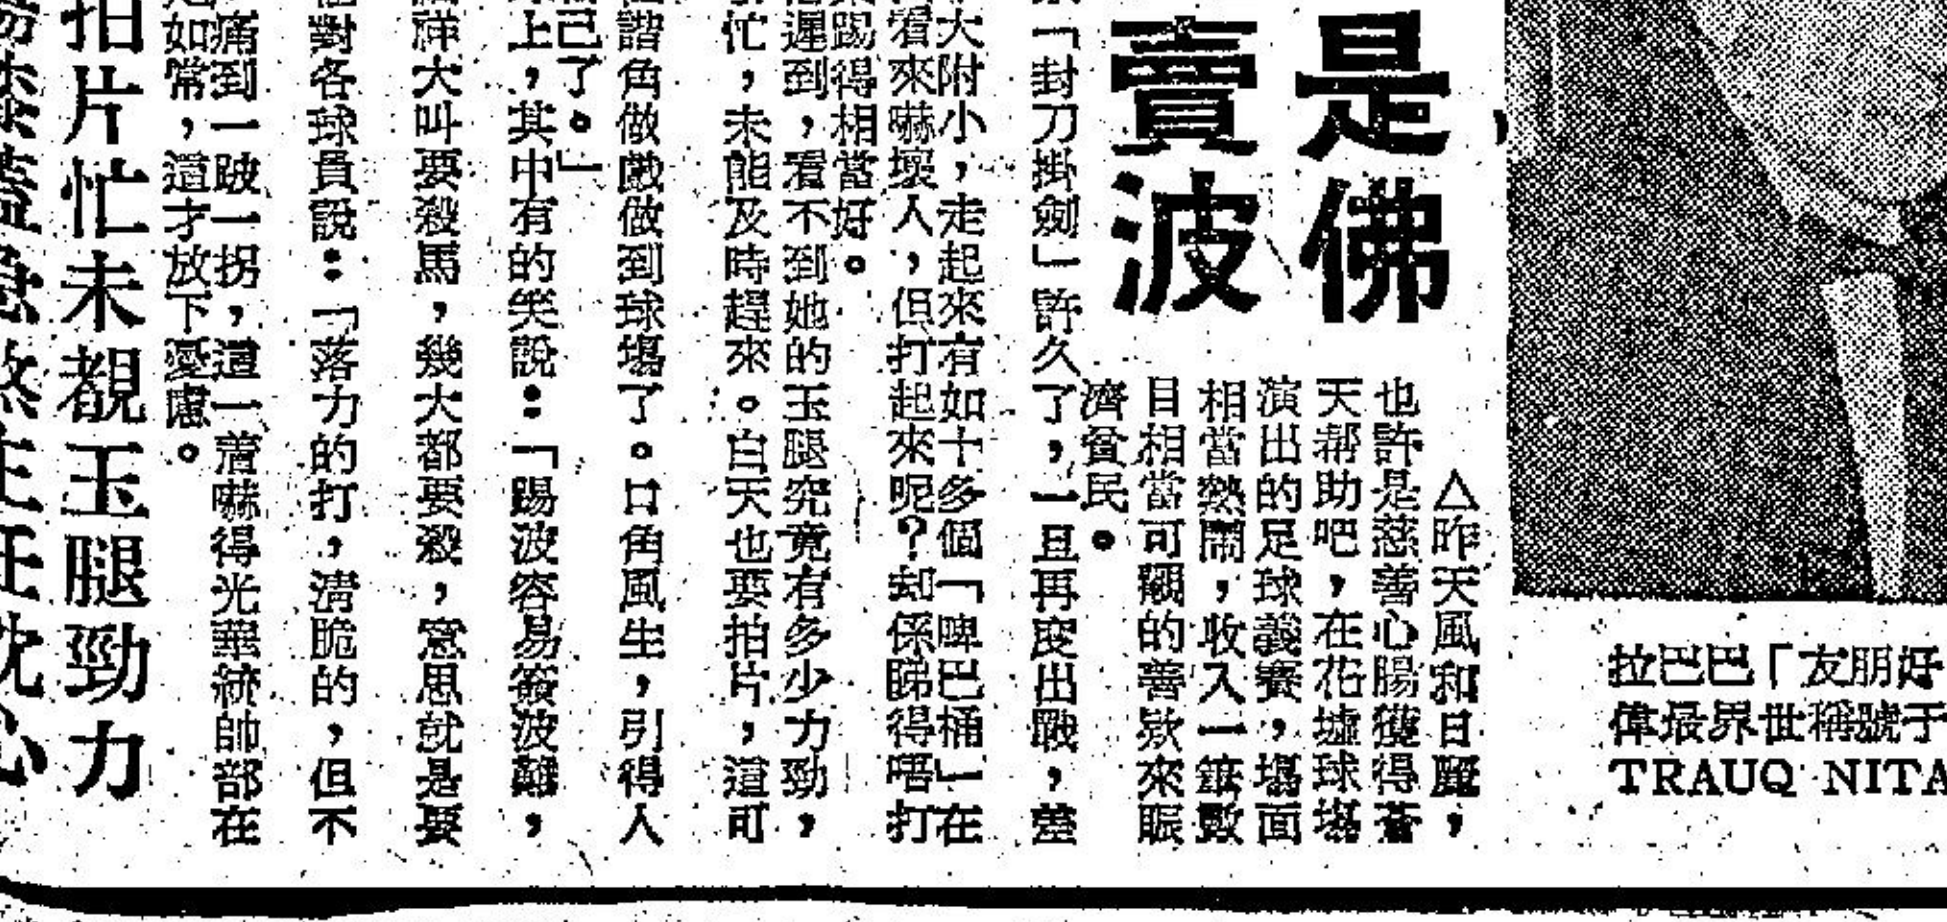 是佛
賣波
△昨天風和日麗，
也許是慈善心腸獲得蒼
天帮助吧，在花墟球塲
演出的足球義賽，塲面
相當熱鬧，收入一筆數
目相當可觀的善欵來賑
濟貧民。
「封刀掛劍」許久了，一旦再度出戰，
大附小，走起來有如十多個「啤巴桶」在
看來嚇壞人，但打起來呢？却係睇得唔打
踢得相當好。
遲到，看不到她的玉腿究竟有多少力勁，
忙，未能及時趕來。白天也要拍片，這可
諧角做戲做到球塲了。口角風生，引得人
己了。」
上，其中有的笑說：「踢波容易簽波難，
祥大叫要殺馬，幾大都要殺，意思就是要
對各球員說：「落力的打，清脆的，但不
痛到一跛一拐，這一着嚇得光華統帥部在
如常，這才放下憂慮。
拍片忙未覩玉腿勁力
拉巴巴「友朋好
偉最界世稱號于
TRAUQ NITA